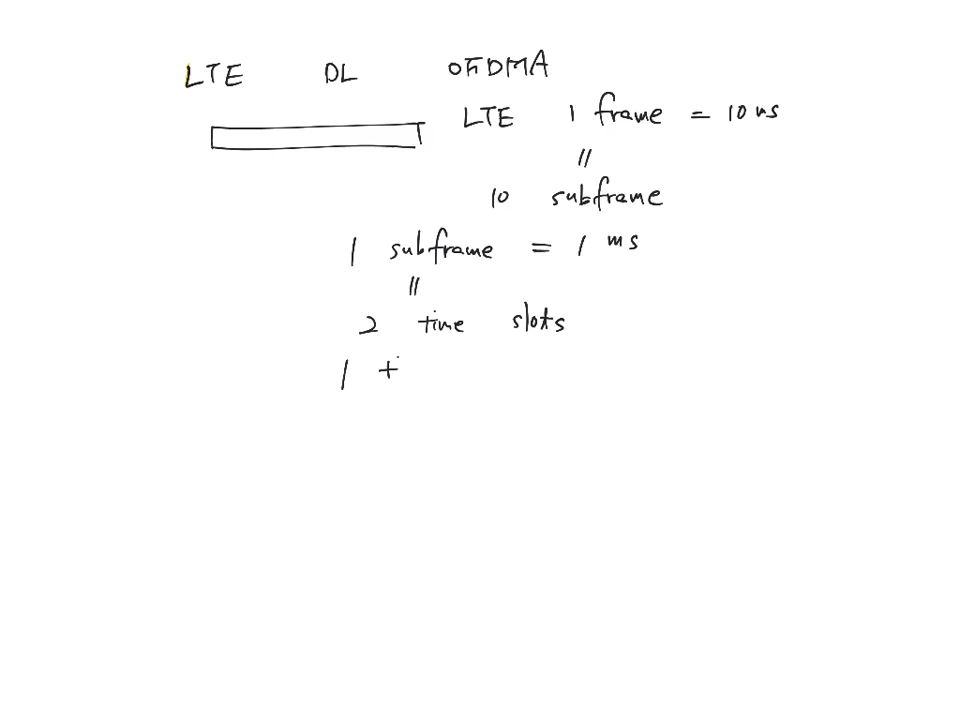 LTE DL OFDMA
LTE 1 frame = 10 ms
||
10 subframe
1 subframe = 1 ms
||
2 time slots
1 t